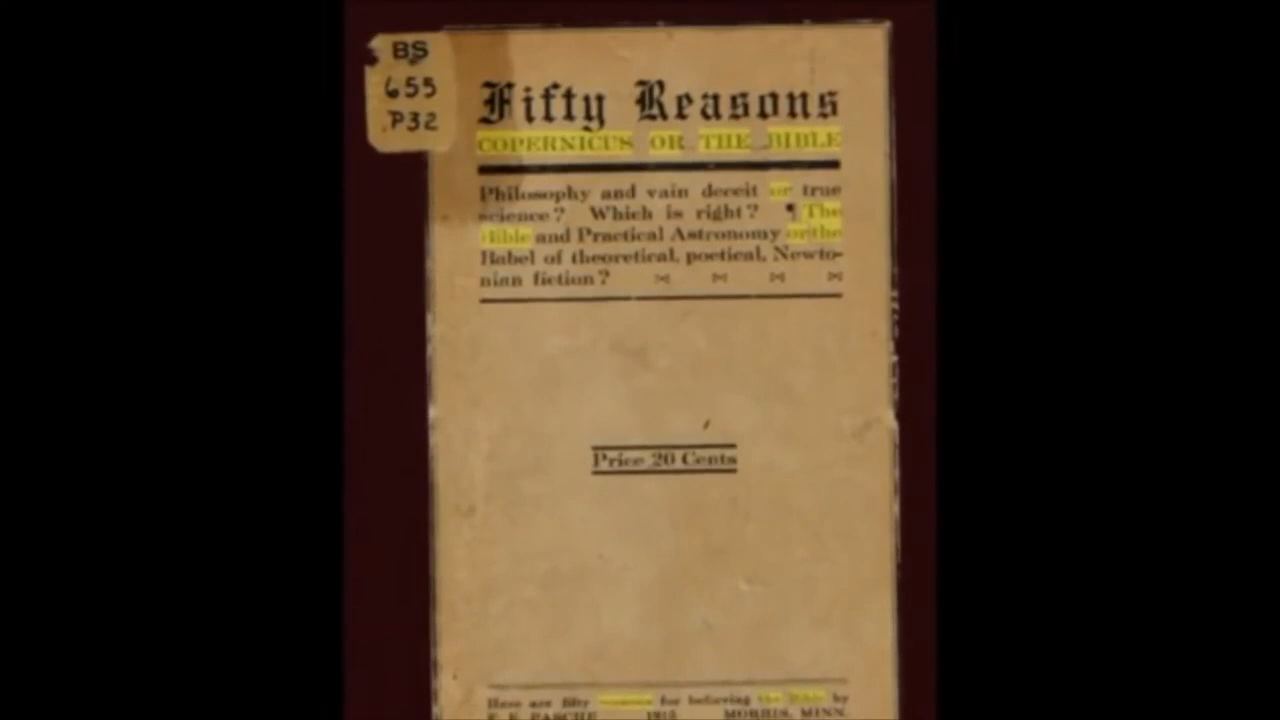 BS
655
P32
Fifty Reasons
COPERNICUS OR THE BIBLE
Philosophy and vain deceit or true
science? Which is right? ¶ The
Bible and Practical Astronomy or the
Babel of theoretical, poetical, Newto-
nian fiction?
Price 20 Cents
Here are fifty reasons for believing the Bible by
F. E. PASCHE 1915 MORRIS, MINN.